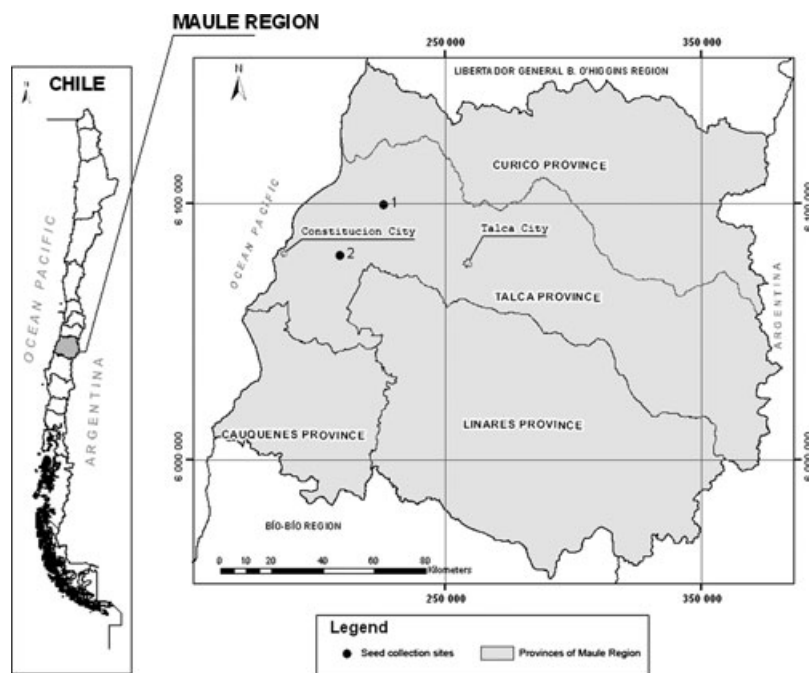 MAULE REGION
N
CHILE
OCEAN PACIFIC
ARGENTINA
250 000
350 000
N
LIBERTADOR GENERAL B. O'HIGGINS REGION
CURICO PROVINCE
6 100 000
6 100 000
1
OCEAN PACIFIC
Constitucion City
Talca City
2
TALCA PROVINCE
ARGENTINA
LINARES PROVINCE
CAUQUENES PROVINCE
6 000 000
6 000 000
BÍO-BÍO REGION
0 10 20 40 60 80
Kilometers
250 000
350 000
Legend
Seed collection sites
Provinces of Maule Region